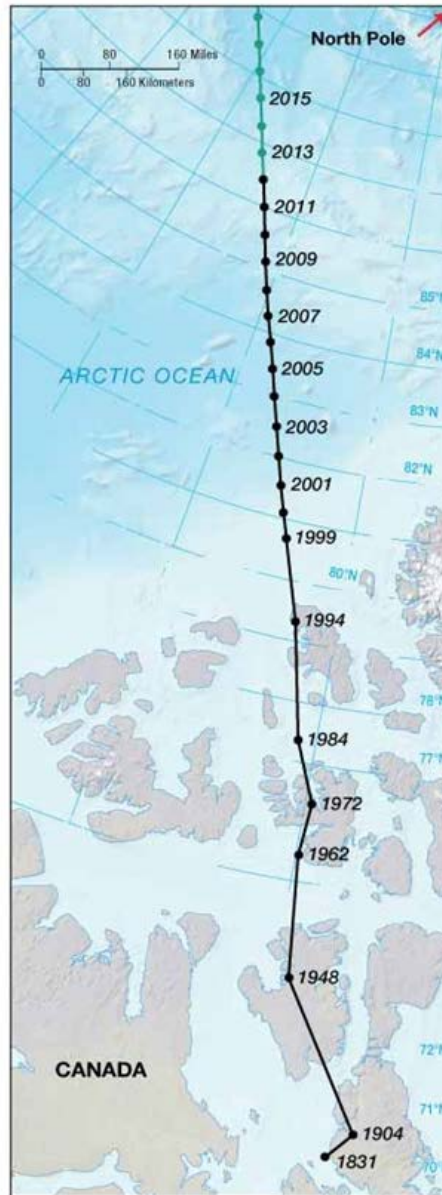 North Pole
0 80 160 Miles
0 80 160 Kilometers
2015
2013
2011
2009
85°N
2007
84°N
2005
ARCTIC OCEAN
83°N
2003
82°N
2001
1999
80°N
1994
78°N
1984
77°N
1972
1962
1948
72°N
CANADA
71°N
1904
1831
70°